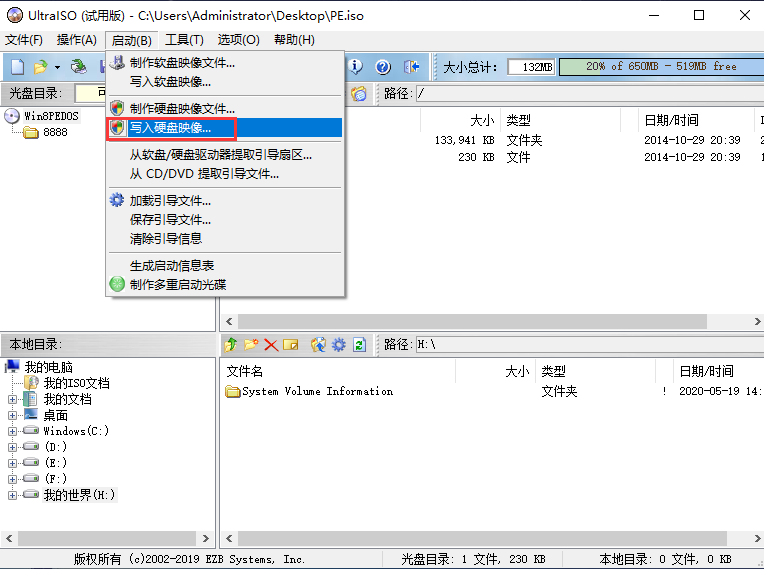 UltraISO (试用版) - C:\Users\Administrator\Desktop\PE.iso
文件(F) 操作(A) 启动(B) 工具(T) 选项(O) 帮助(H)
大小总计: 132MB 20% of 650MB - 519MB free
光盘目录: 可 路径: /
Win8PEDOS
8888
制作软盘映像文件...
写入软盘映像...
制作硬盘映像文件...
写入硬盘映像...
从软盘/硬盘驱动器提取引导扇区...
从 CD/DVD 提取引导文件...
加载引导文件...
保存引导文件...
清除引导信息
生成启动信息表
制作多重启动光碟
大小 类型 日期/时间
133,941 KB 文件夹 2014-10-29 20:39
230 KB 文件 2014-10-29 20:39
本地目录: 路径: H:\
我的电脑
我的ISO文档
我的文档
桌面
Windows(C:)
(D:)
(E:)
(F:)
我的世界(H:)
文件名 大小 类型 日期/时间
System Volume Information 文件夹 ! 2020-05-19 14:
版权所有 (c)2002-2019 EZB Systems, Inc. 光盘目录: 1 文件, 230 KB 本地目录: 0 文件, 0 KB